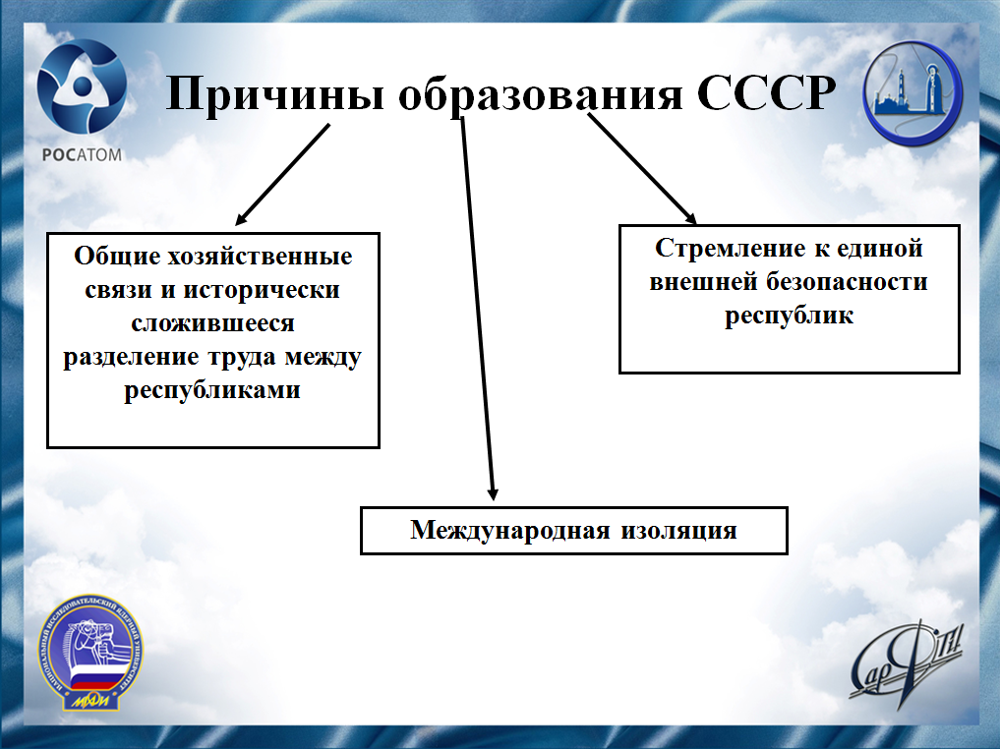 Причины образования СССР
РОСАТОМ
Общие хозяйственные
связи и исторически
сложившееся
разделение труда между
республиками
Стремление к единой
внешней безопасности
республик
Международная изоляция
НАЦИОНАЛЬНЫЙ ИССЛЕДОВАТЕЛЬСКИЙ ЯДЕРНЫЙ УНИВЕРСИТЕТ
МИФИ
СарФТИ